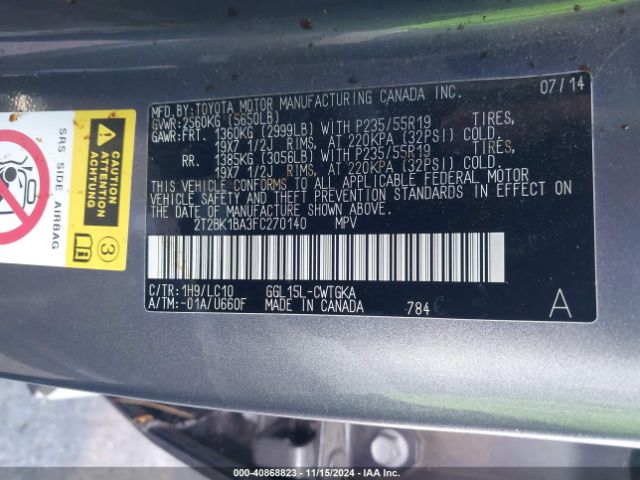 MFD. BY: TOYOTA MOTOR MANUFACTURING CANADA INC. 07/14
GVWR: 2560KG (5650LB)
GAWR: FRT. 1360KG (2999LB) WITH P235/55R19 TIRES,
19X7 1/2J RIMS, AT 220KPA (32PSI) COLD.
RR. 1385KG (3056LB) WITH P235/55R19 TIRES,
19X7 1/2J RIMS, AT 220KPA (32PSI) COLD.
THIS VEHICLE CONFORMS TO ALL APPLICABLE FEDERAL MOTOR
VEHICLE SAFETY AND THEFT PREVENTION STANDARDS IN EFFECT ON
THE DATE OF MANUFACTURE SHOWN ABOVE.
2T2BK1BA3FC270140 MPV
C/TR: 1H9/LC10 GGL15L-CWTGKA
A/TM: -01A/U660F MADE IN CANADA 784 A
SRS SIDE AIRBAG
CAUTION
ATTENTION
3
000-40868823 - 11/15/2024 - IAA Inc.